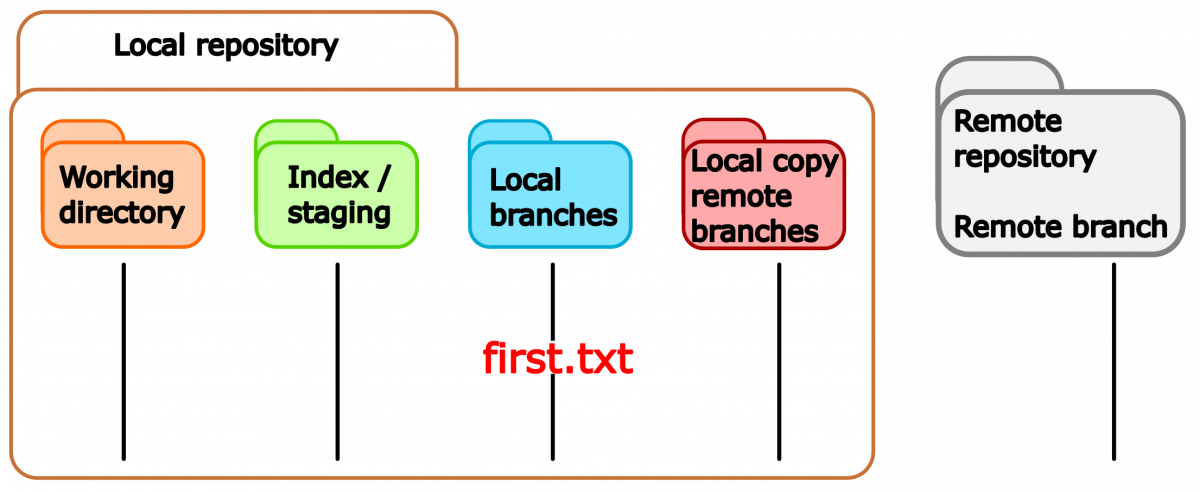 Local repository
Working
directory
Index /
staging
Local
branches
Local copy
remote
branches
Remote
repository
Remote branch
first.txt